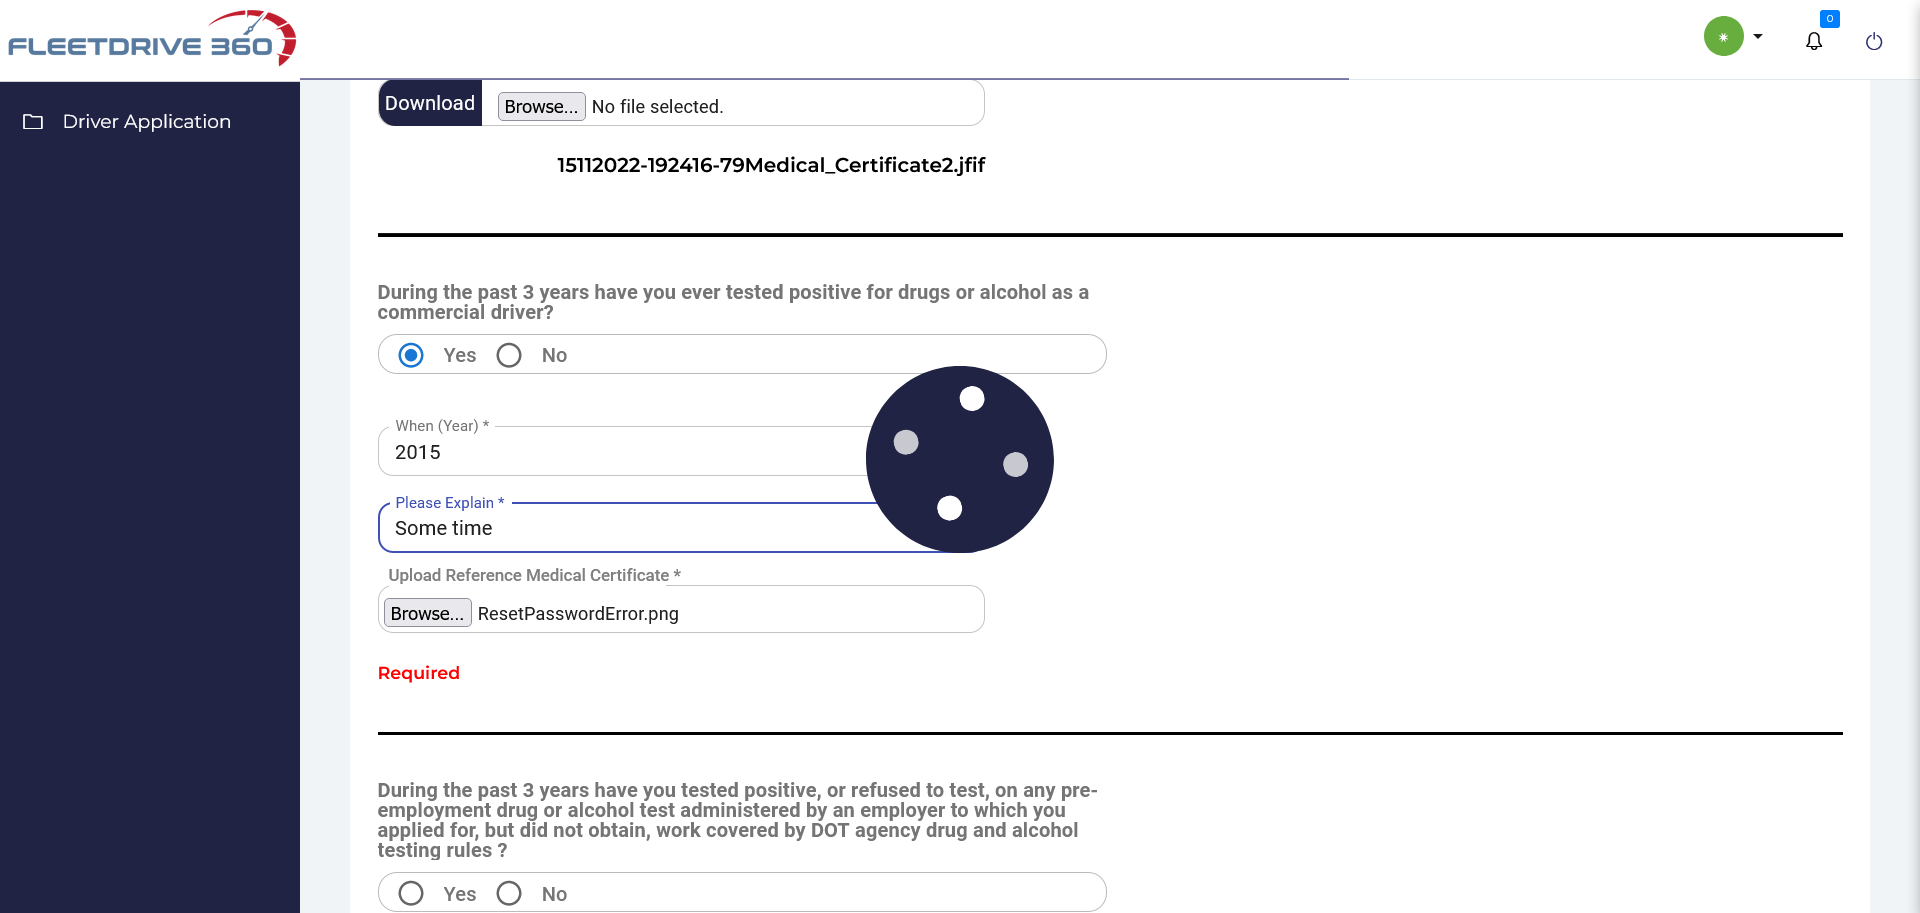 FLEETDRIVE 360
0
Driver Application
Download
Browse... No file selected.
15112022-192416-79Medical_Certificate2.jfif
During the past 3 years have you ever tested positive for drugs or alcohol as a
commercial driver?
Yes No
When (Year) *
2015
Please Explain *
Some time
Upload Reference Medical Certificate *
Browse... ResetPasswordError.png
Required
During the past 3 years have you tested positive, or refused to test, on any pre-
employment drug or alcohol test administered by an employer to which you
applied for, but did not obtain, work covered by DOT agency drug and alcohol
testing rules ?
Yes No